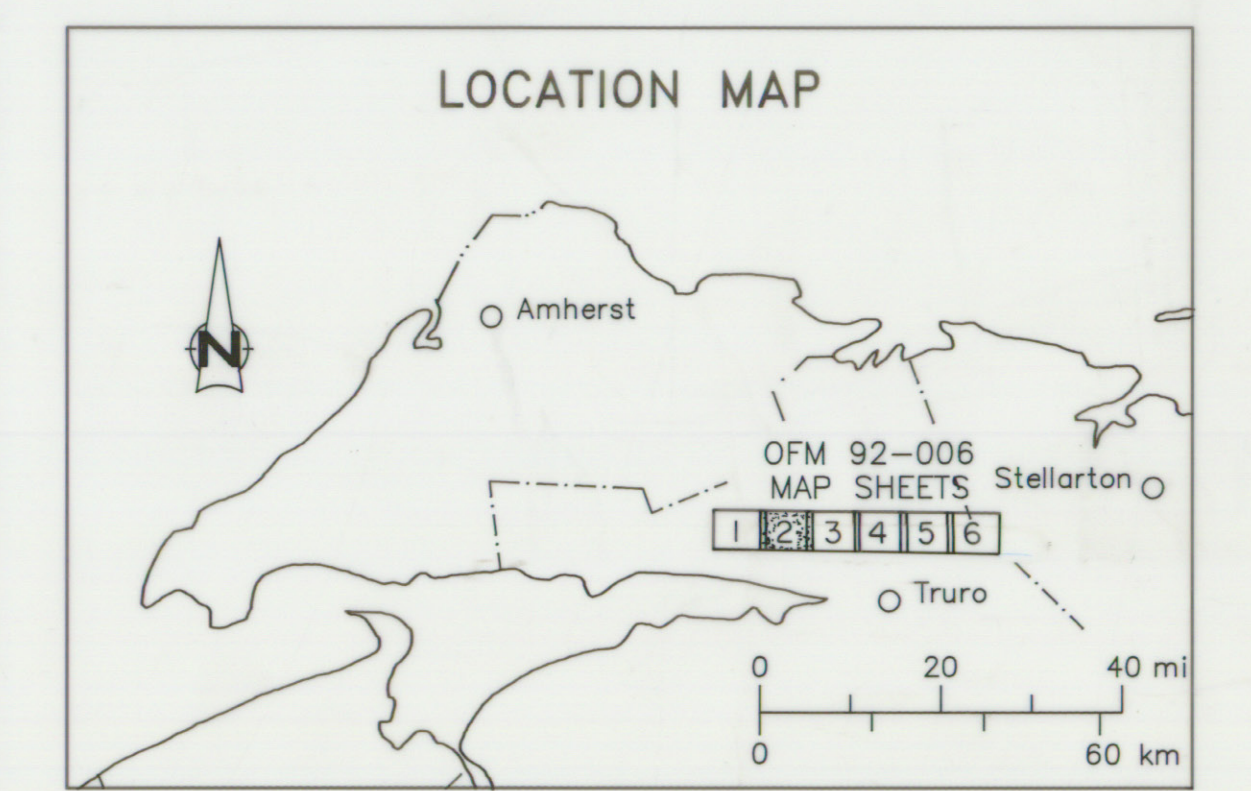 LOCATION MAP
Amherst
N
OFM 92-006
MAP SHEETS
Stellarton
1 2 3 4 5 6
Truro
0 20 40 mi
0 60 km